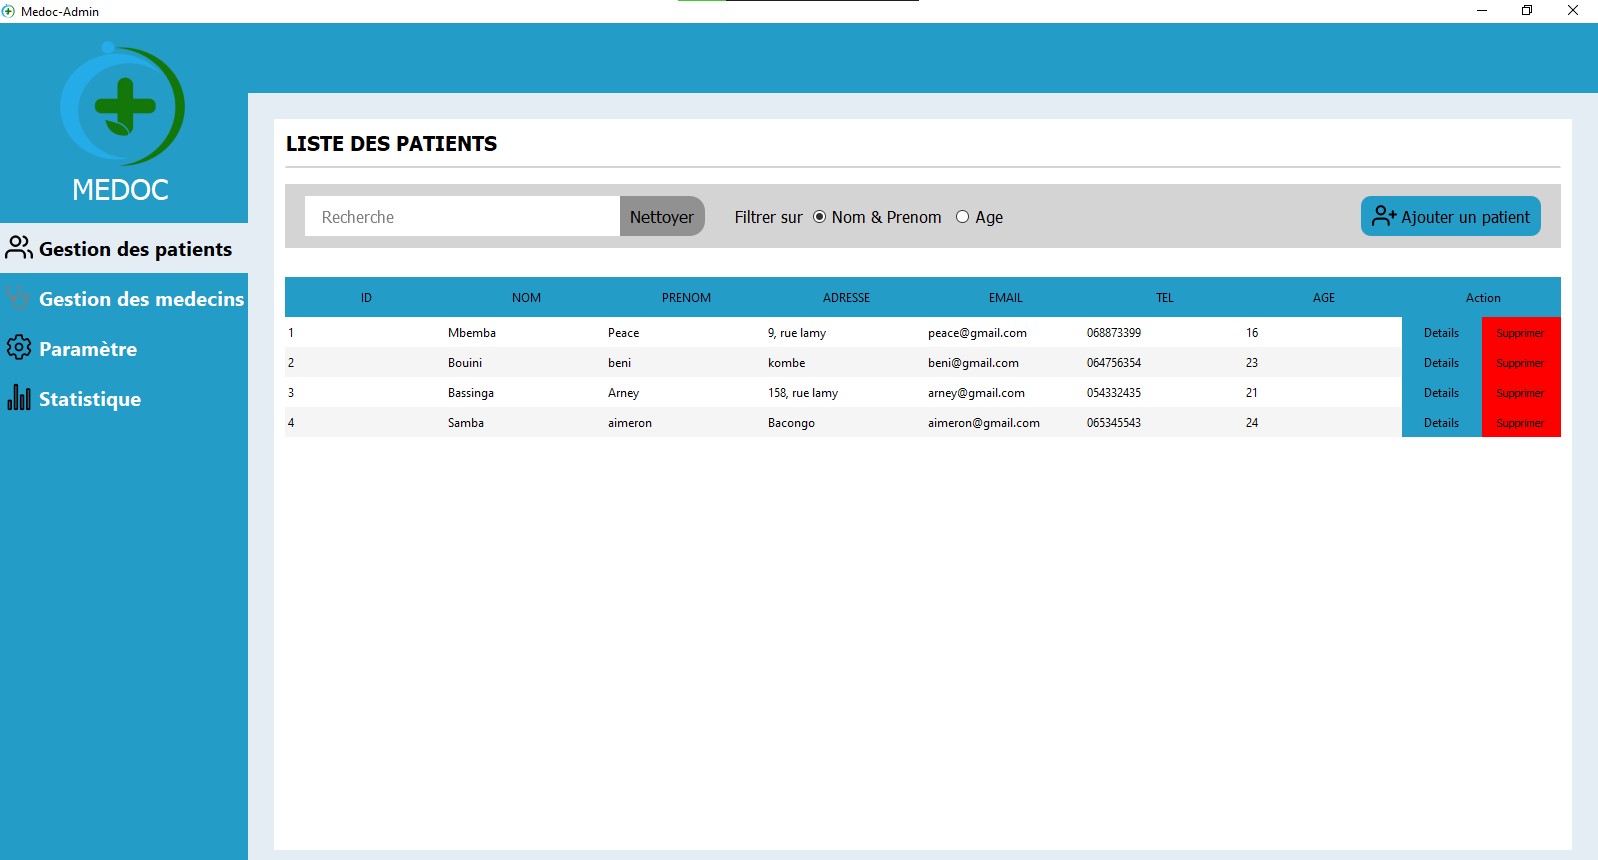 Medoc-Admin
MEDOC
Gestion des patients
Gestion des medecins
Paramètre
Statistique
LISTE DES PATIENTS
Recherche Nettoyer Filtrer sur Nom & Prenom Age Ajouter un patient
ID NOM PRENOM ADRESSE EMAIL TEL AGE Action
1 Mbemba Peace 9, rue lamy peace@gmail.com 068873399 16 Details Supprimer
2 Bouini beni kombe beni@gmail.com 064756354 23 Details Supprimer
3 Bassinga Arney 158, rue lamy arney@gmail.com 054332435 21 Details Supprimer
4 Samba aimeron Bacongo aimeron@gmail.com 065345543 24 Details Supprimer